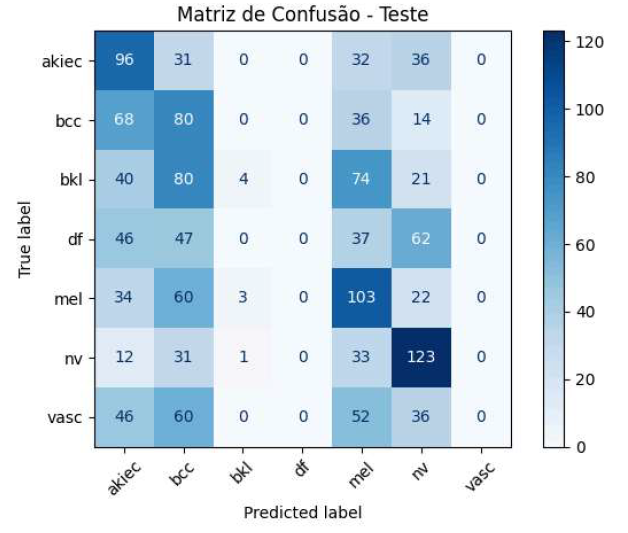 Matriz de Confusão - Teste
akiec 96 31 0 0 32 36 0
bcc 68 80 0 0 36 14 0
bkl 40 80 4 0 74 21 0
df 46 47 0 0 37 62 0
mel 34 60 3 0 103 22 0
nv 12 31 1 0 33 123 0
vasc 46 60 0 0 52 36 0
akiec bcc bkl df mel nv vasc
Predicted label
True label
120
100
80
60
40
20
0